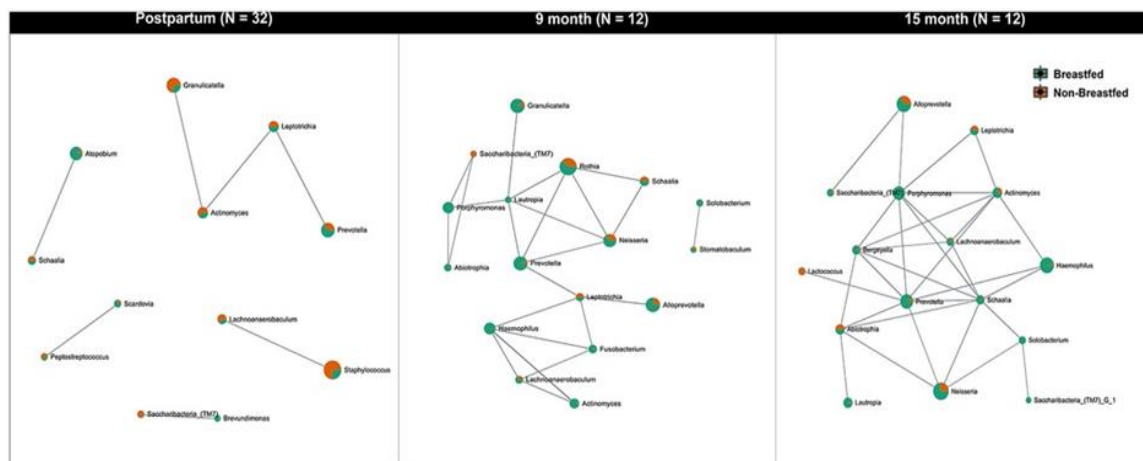 Postpartum (N = 32)
9 month (N = 12)
15 month (N = 12)
Granulicatella
Leptotrichia
Atopobium
Actinomyces
Prevotella
Schaalia
Scardovia
Lachnoanaerobaculum
Peptostreptococcus
Staphylococcus
Saccharibacteria_(TM7)
Brevundimonas
Granulicatella
Saccharibacteria_(TM7)
Rothia
Schaalia
Lautropia
Porphyromonas
Solobacterium
Neisseria
Stomatobaculum
Prevotella
Abiotrophia
Leptotrichia
Alloprevotella
Haemophilus
Fusobacterium
Lachnoanaerobaculum
Actinomyces
Breastfed
Non-Breastfed
Alloprevotella
Leptotrichia
Saccharibacteria_(TM7)
Porphyromonas
Actinomyces
Lachnoanaerobaculum
Bergeyella
Haemophilus
Lactococcus
Prevotella
Schaalia
Abiotrophia
Solobacterium
Neisseria
Lautropia
Saccharibacteria_(TM7)_G_1